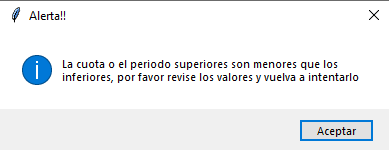 Alerta!!
La cuota o el periodo superiores son menores que los
inferiores, por favor revise los valores y vuelva a intentarlo
Aceptar